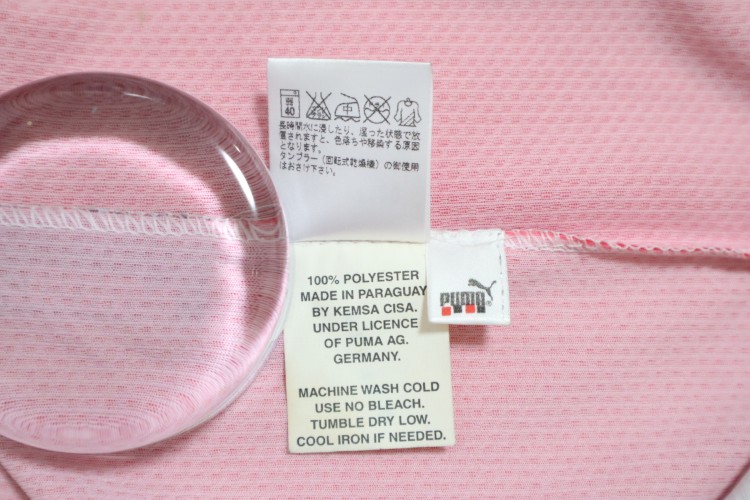 弱
40
中
長時間水に浸したり、湿った状態で放
置されますと、色落ちや移染する原因
となります。
タンブラー(回転式乾燥機)の御使用
はおさけ下さい。
100% POLYESTER
MADE IN PARAGUAY
BY KEMSA CISA.
UNDER LICENCE
OF PUMA AG.
GERMANY.
PUMA
MACHINE WASH COLD
USE NO BLEACH.
TUMBLE DRY LOW.
COOL IRON IF NEEDED.